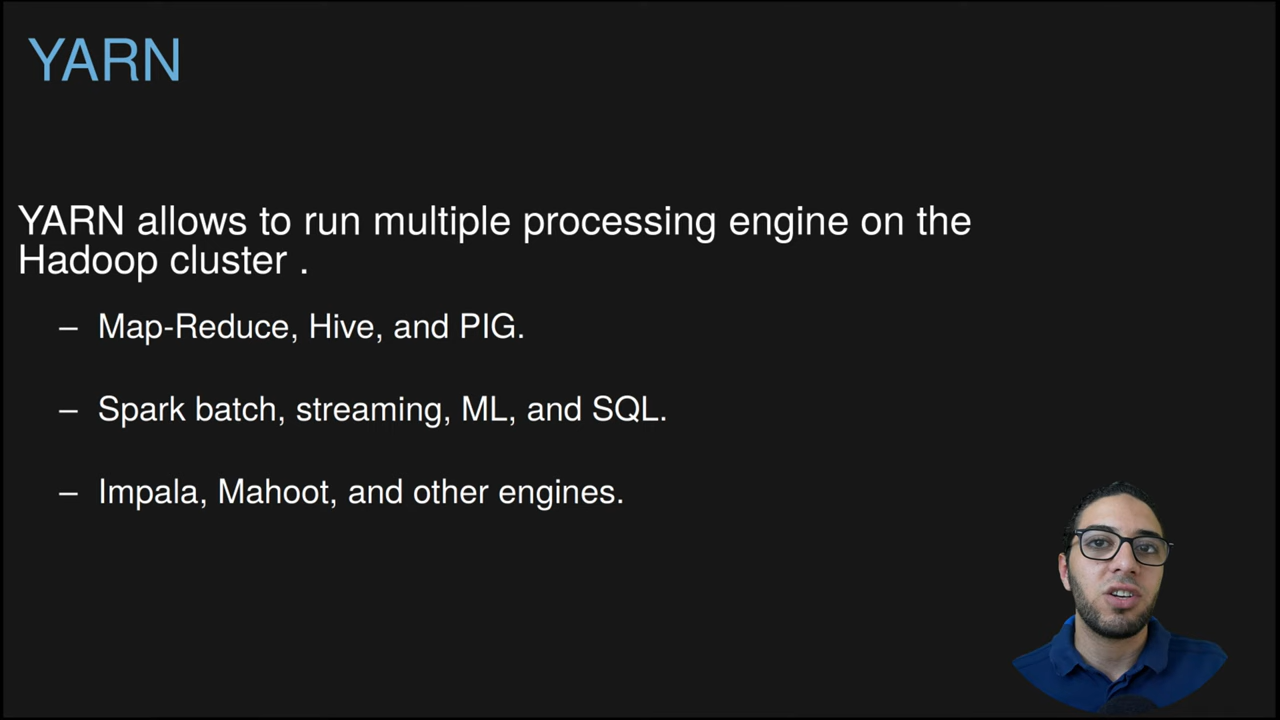 YARN
YARN allows to run multiple processing engine on the
Hadoop cluster .
– Map-Reduce, Hive, and PIG.
– Spark batch, streaming, ML, and SQL.
– Impala, Mahoot, and other engines.